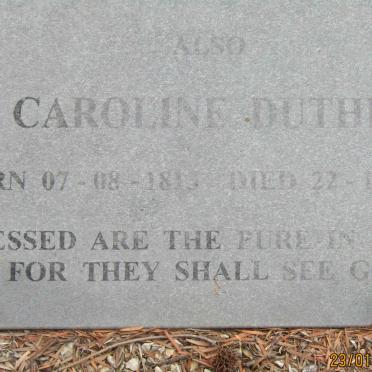 ALSO
CAROLINE DUTH
RN 07-08-1813 DIED 22-
ESSED ARE THE PURE IN
FOR THEY SHALL SEE G
23/01